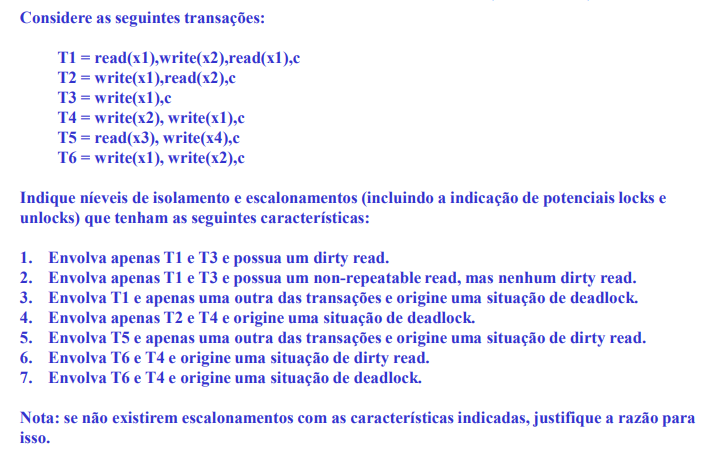 Considere as seguintes transações:
T1 = read(x1),write(x2),read(x1),c
T2 = write(x1),read(x2),c
T3 = write(x1),c
T4 = write(x2), write(x1),c
T5 = read(x3), write(x4),c
T6 = write(x1), write(x2),c
Indique níeveis de isolamento e escalonamentos (incluindo a indicação de potenciais locks e
unlocks) que tenham as seguintes características:
1. Envolva apenas T1 e T3 e possua um dirty read.
2. Envolva apenas T1 e T3 e possua um non-repeatable read, mas nenhum dirty read.
3. Envolva T1 e apenas uma outra das transações e origine uma situação de deadlock.
4. Envolva apenas T2 e T4 e origine uma situação de deadlock.
5. Envolva T5 e apenas uma outra das transações e origine uma situação de dirty read.
6. Envolva T6 e T4 e origine uma situação de dirty read.
7. Envolva T6 e T4 e origine uma situação de deadlock.
Nota: se não existirem escalonamentos com as características indicadas, justifique a razão para
isso.